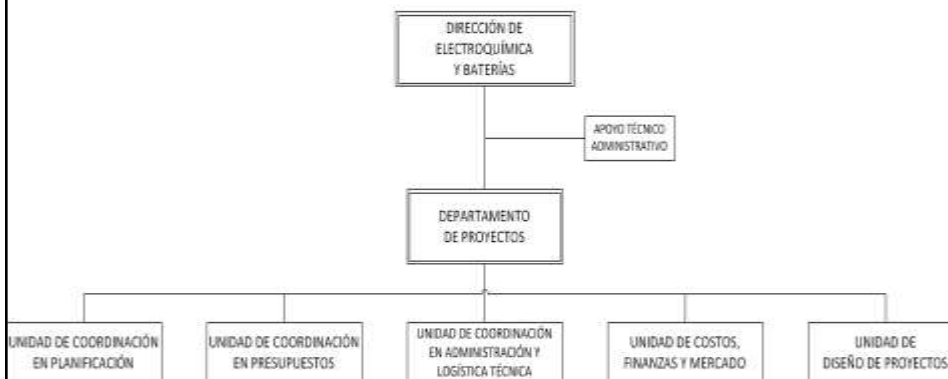 DIRECCIÓN DE
ELECTROQUÍMICA
Y BATERÍAS
APOYO TÉCNICO
ADMINISTRATIVO
DEPARTAMENTO
DE PROYECTOS
UNIDAD DE COORDINACIÓN
EN PLANIFICACIÓN
UNIDAD DE COORDINACIÓN
EN PRESUPUESTOS
UNIDAD DE COORDINACIÓN
EN ADMINISTRACIÓN Y
LOGÍSTICA TÉCNICA
UNIDAD DE COSTOS,
FINANZAS Y MERCADO
UNIDAD DE
DISEÑO DE PROYECTOS